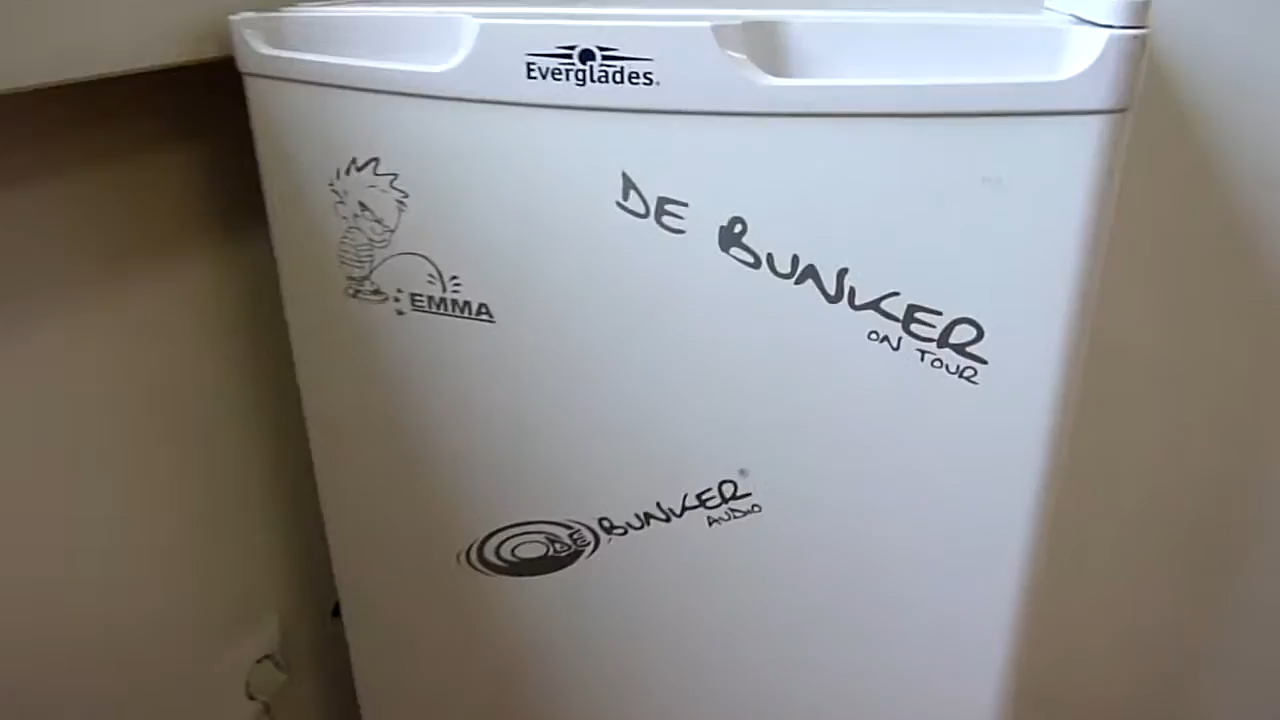 Everglades
DE BUNKER
ON TOUR
EMMA
DE BUNKER
AUDIO